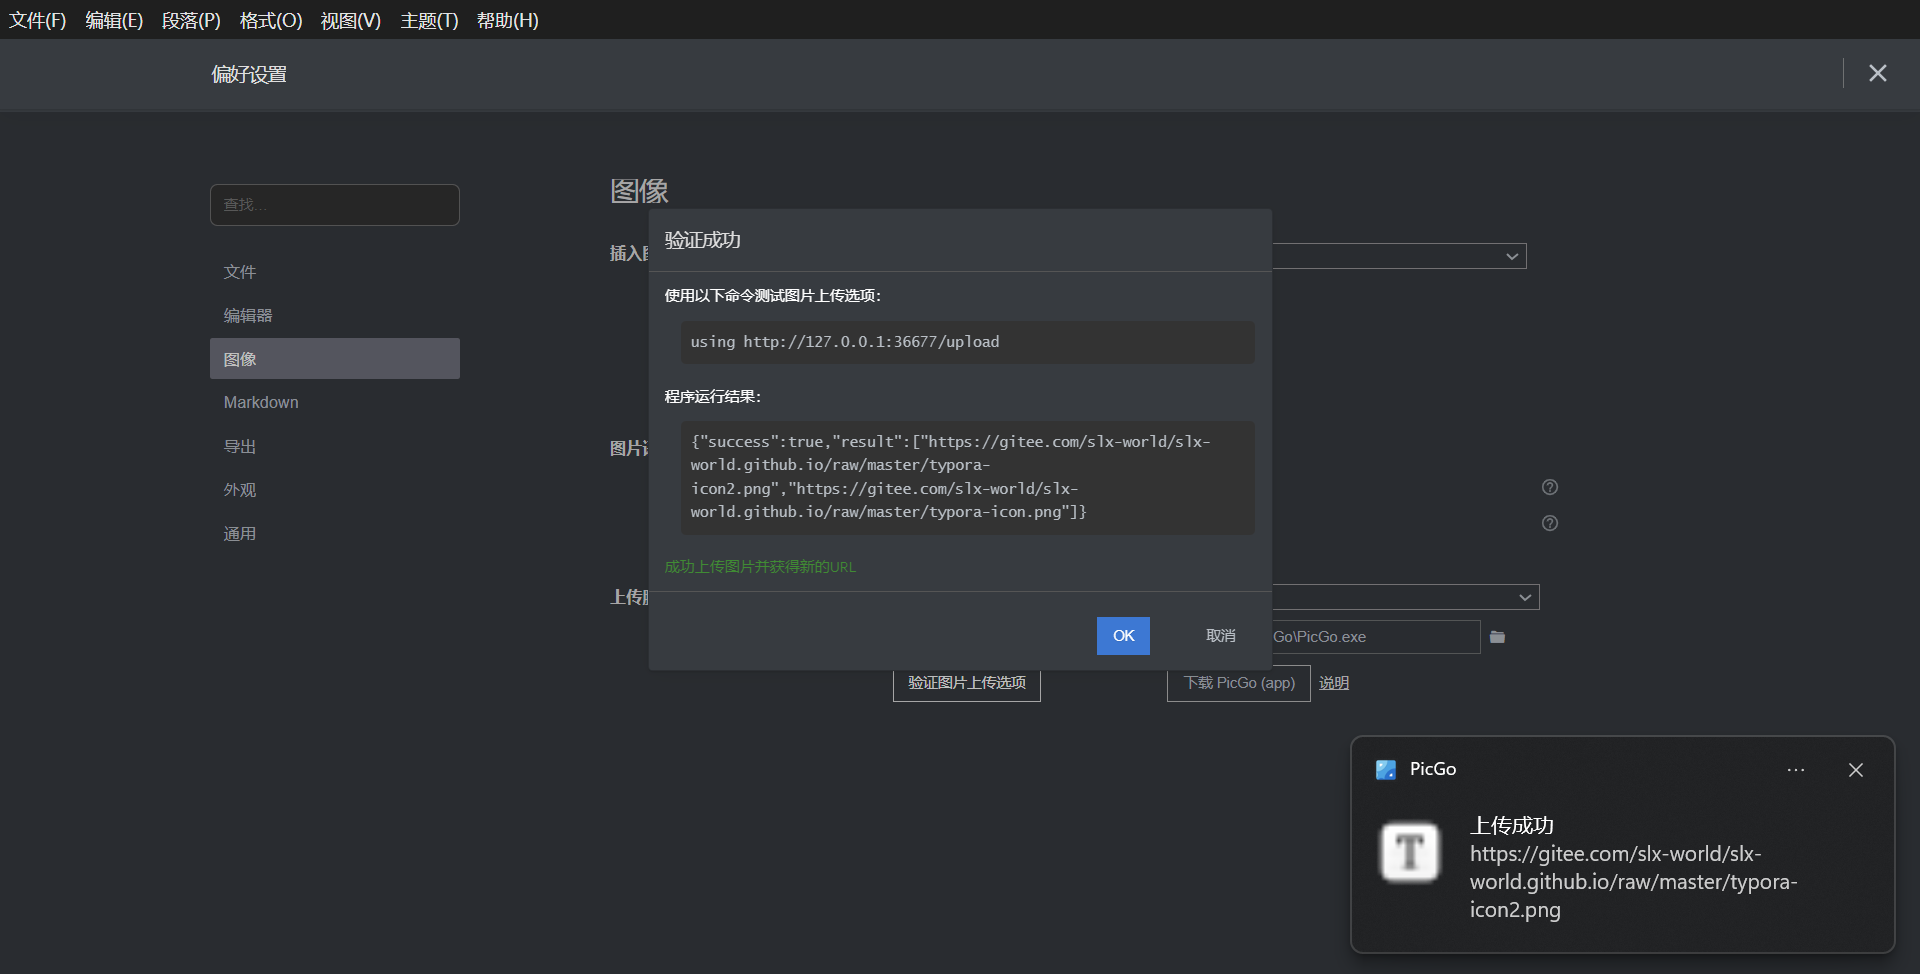 文件(F) 编辑(E) 段落(P) 格式(O) 视图(V) 主题(T) 帮助(H)
偏好设置
查找...
文件
编辑器
图像
Markdown
导出
外观
通用
图像
插入
图片
上传
验证成功
使用以下命令测试图片上传选项：
using http://127.0.0.1:36677/upload
程序运行结果：
{"success":true,"result":["https://gitee.com/slx-world/slx-
world.github.io/raw/master/typora-
icon2.png","https://gitee.com/slx-world/slx-
world.github.io/raw/master/typora-icon.png"]}
成功上传图片并获得新的URL
OK 取消
Go\PicGo.exe
验证图片上传选项 下载 PicGo (app) 说明
PicGo
上传成功
https://gitee.com/slx-world/slx-
world.github.io/raw/master/typora-
icon2.png